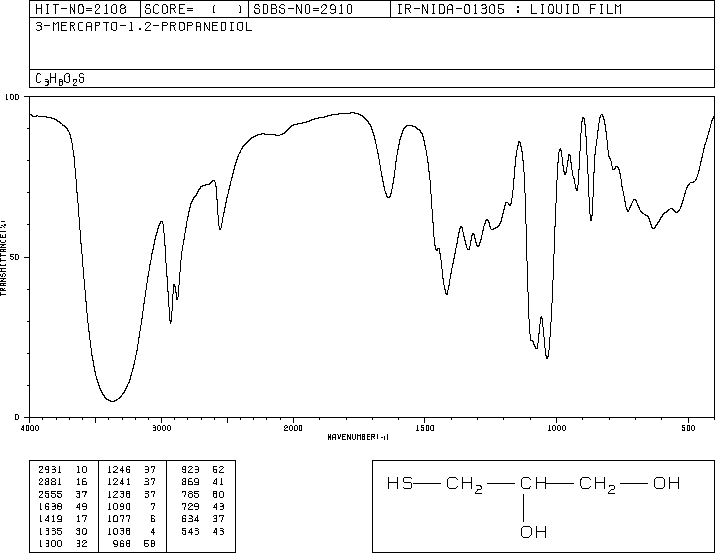 HIT-NO=2108 SCORE= ( ) SDBS-NO=2910 IR-NIDA-01305 : LIQUID FILM
3-MERCAPTO-1,2-PROPANEDIOL
C3H8O2S
100
50
0
TRANSMITTANCE(%)
4000 3000 2000 1500 1000 500
WAVENUMBER(-1)
2931 10 1246 37 923 62
2881 16 1241 37 869 41
2555 37 1238 37 785 80
1638 49 1090 7 729 43
1419 17 1077 6 634 37
1335 30 1038 4 543 43
1300 32 968 68
HS—CH2—CH—CH2—OH
OH